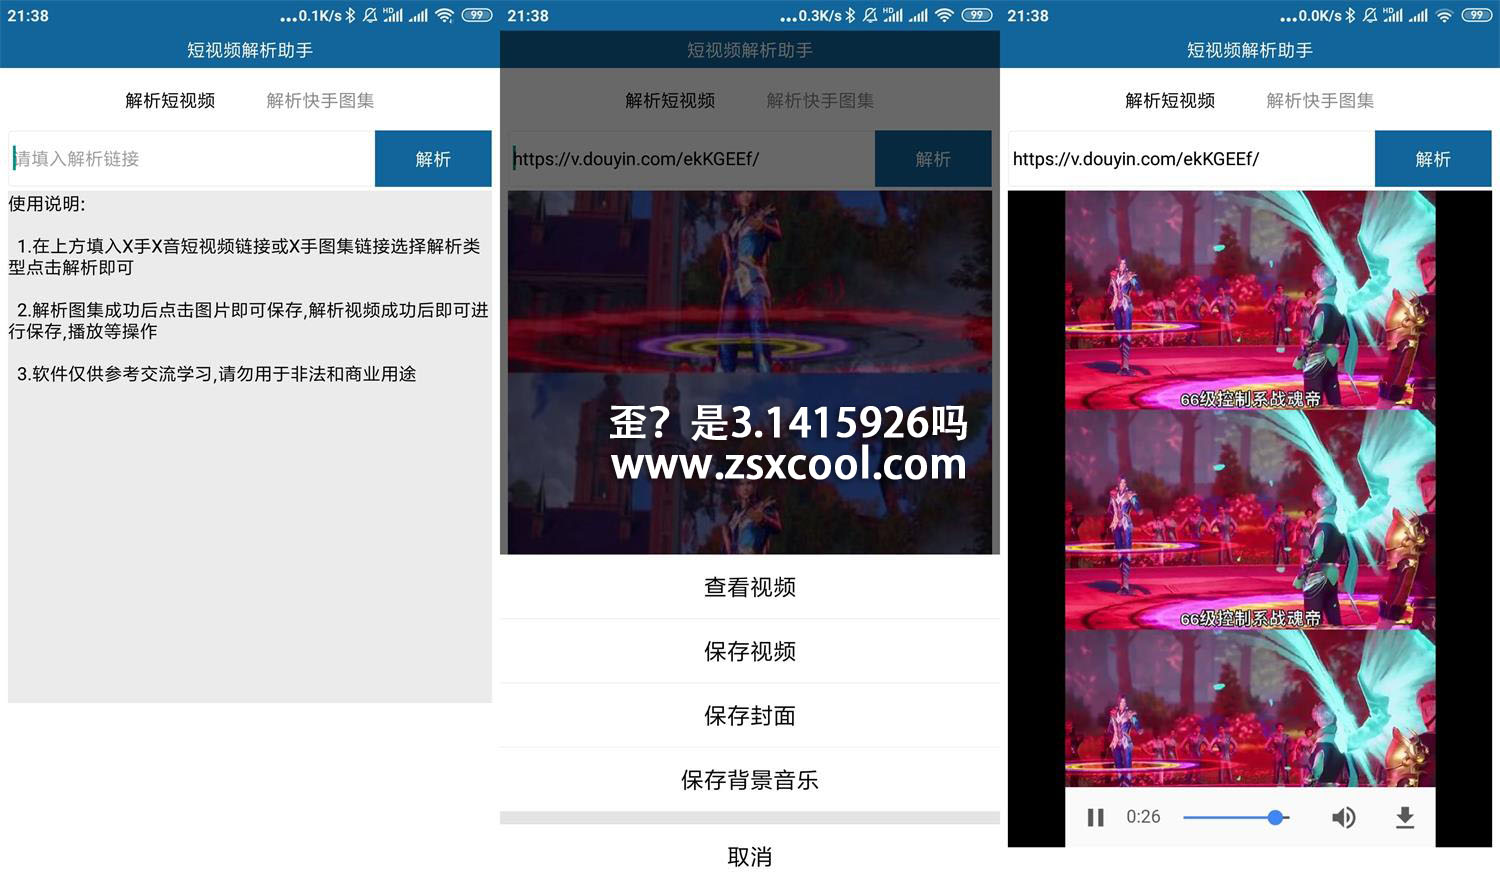 21:38
...0.1K/s
HD
99
短视频解析助手
解析短视频
解析快手图集
请填入解析链接
解析
使用说明:
1.在上方填入X手X音短视频链接或X手图集链接选择解析类
型点击解析即可
2.解析图集成功后点击图片即可保存,解析视频成功后即可进
行保存,播放等操作
3.软件仅供参考交流学习,请勿用于非法和商业用途
21:38
...0.3K/s
HD
99
短视频解析助手
解析短视频
解析快手图集
https://v.douyin.com/ekKGEEf/
解析
歪？是3.1415926吗
www.zsxcool.com
查看视频
保存视频
保存封面
保存背景音乐
取消
21:38
...0.0K/s
HD
99
短视频解析助手
解析短视频
解析快手图集
https://v.douyin.com/ekKGEEf/
解析
66级控制系战魂帝
66级控制系战魂帝
0:26